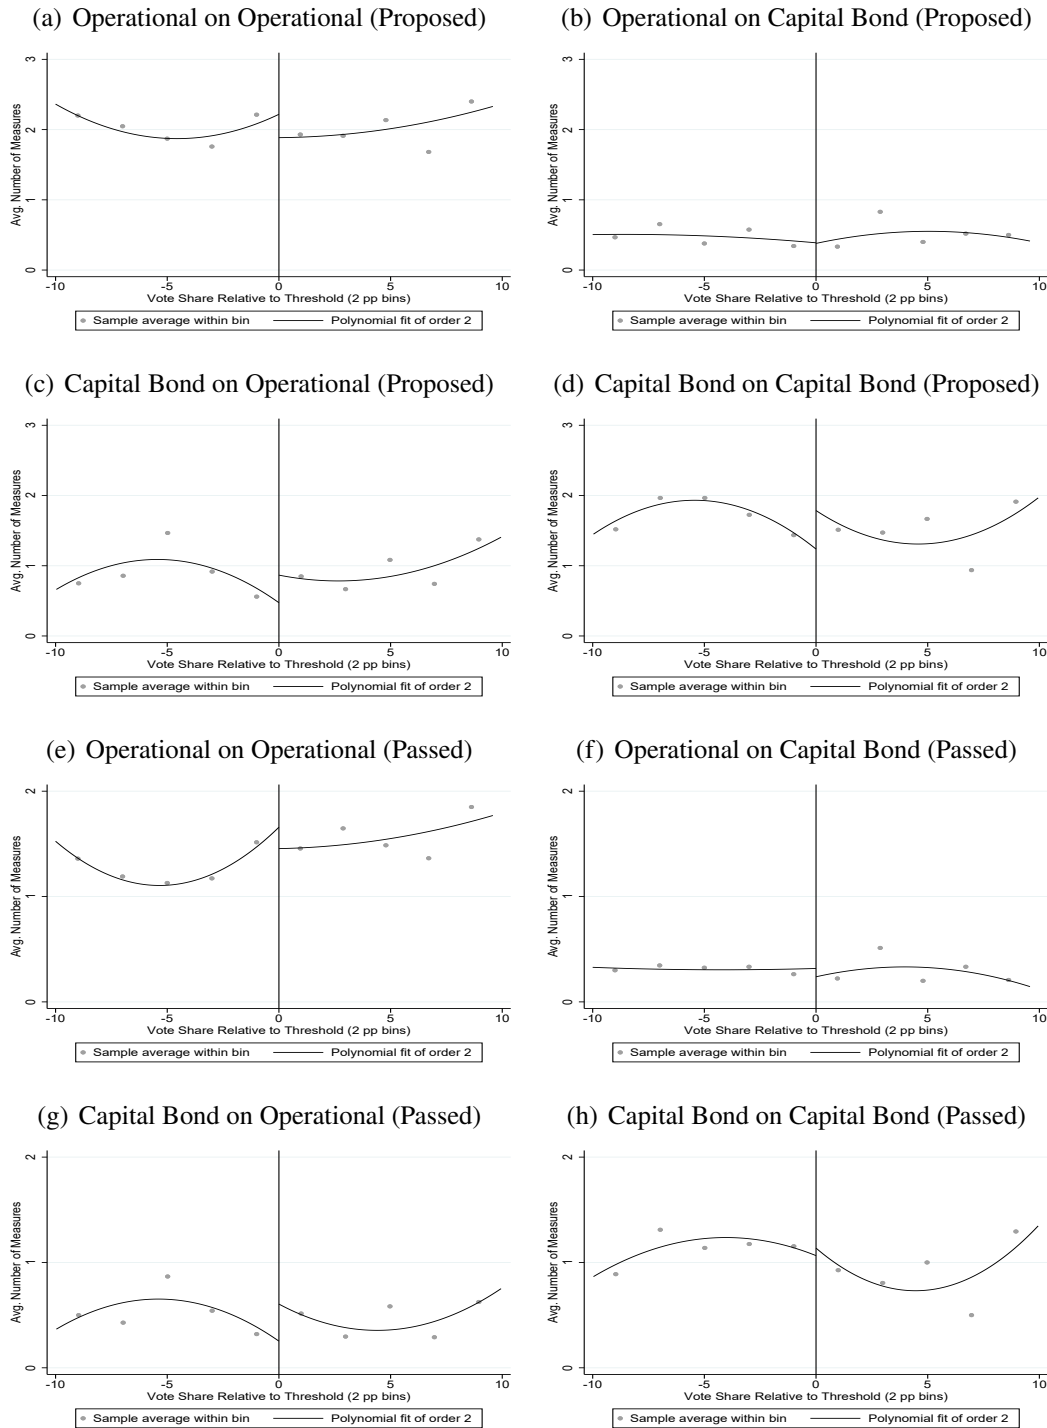 (a) Operational on Operational (Proposed)
Avg. Number of Measures
3
2
1
0
-10 -5 0 5 10
Vote Share Relative to Threshold (2 pp bins)
Sample average within bin Polynomial fit of order 2
(b) Operational on Capital Bond (Proposed)
Avg. Number of Measures
3
2
1
0
-10 -5 0 5 10
Vote Share Relative to Threshold (2 pp bins)
Sample average within bin Polynomial fit of order 2
(c) Capital Bond on Operational (Proposed)
Avg. Number of Measures
3
2
1
0
-10 -5 0 5 10
Vote Share Relative to Threshold (2 pp bins)
Sample average within bin Polynomial fit of order 2
(d) Capital Bond on Capital Bond (Proposed)
Avg. Number of Measures
3
2
1
0
-10 -5 0 5 10
Vote Share Relative to Threshold (2 pp bins)
Sample average within bin Polynomial fit of order 2
(e) Operational on Operational (Passed)
Avg. Number of Measures
2
1
0
-10 -5 0 5 10
Vote Share Relative to Threshold (2 pp bins)
Sample average within bin Polynomial fit of order 2
(f) Operational on Capital Bond (Passed)
Avg. Number of Measures
2
1
0
-10 -5 0 5 10
Vote Share Relative to Threshold (2 pp bins)
Sample average within bin Polynomial fit of order 2
(g) Capital Bond on Operational (Passed)
Avg. Number of Measures
2
1
0
-10 -5 0 5 10
Vote Share Relative to Threshold (2 pp bins)
Sample average within bin Polynomial fit of order 2
(h) Capital Bond on Capital Bond (Passed)
Avg. Number of Measures
2
1
0
-10 -5 0 5 10
Vote Share Relative to Threshold (2 pp bins)
Sample average within bin Polynomial fit of order 2